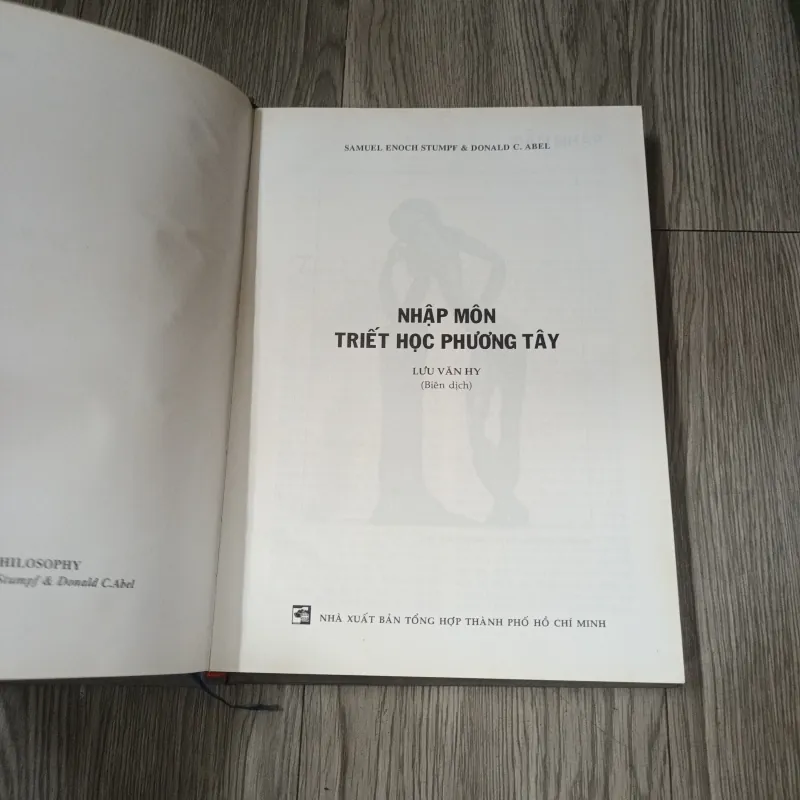 HILOSOPHY
Stumpf & Donald C.Abel
SAMUEL ENOCH STUMPF & DONALD C. ABEL
NHẬP MÔN
TRIẾT HỌC PHƯƠNG TÂY
LƯU VĂN HY
(Biên dịch)
NHÀ XUẤT BẢN TỔNG HỢP THÀNH PHỐ HỒ CHÍ MINH